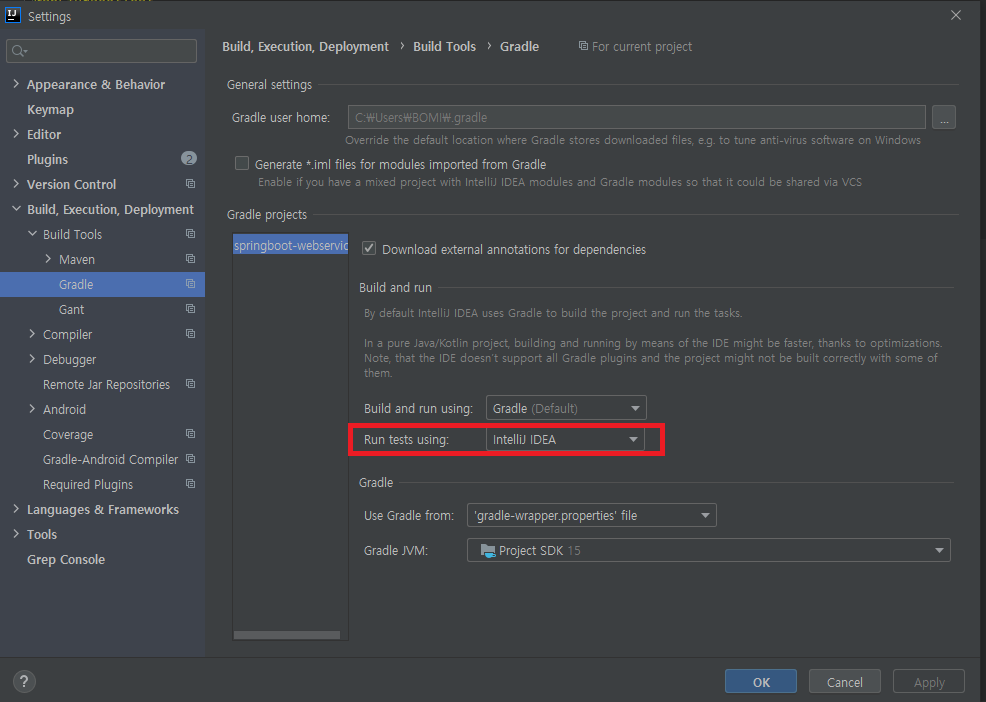 Settings
Build, Execution, Deployment › Build Tools › Gradle For current project
Appearance & Behavior
Keymap
Editor
Plugins 2
Version Control
Build, Execution, Deployment
Build Tools
Maven
Gradle
Gant
Compiler
Debugger
Remote Jar Repositories
Android
Coverage
Gradle-Android Compiler
Required Plugins
Languages & Frameworks
Tools
Grep Console
General settings
Gradle user home: C:₩Users₩BOMI₩.gradle ...
Override the default location where Gradle stores downloaded files, e.g. to tune anti-virus software on Windows
Generate *.iml files for modules imported from Gradle
Enable if you have a mixed project with IntelliJ IDEA modules and Gradle modules so that it could be shared via VCS
Gradle projects
springboot-webservic
Download external annotations for dependencies
Build and run
By default IntelliJ IDEA uses Gradle to build the project and run the tasks.
In a pure Java/Kotlin project, building and running by means of the IDE might be faster, thanks to optimizations.
Note, that the IDE doesn't support all Gradle plugins and the project might not be built correctly with some of
them.
Build and run using: Gradle (Default)
Run tests using: IntelliJ IDEA
Gradle
Use Gradle from: 'gradle-wrapper.properties' file
Gradle JVM: Project SDK 15
? OK Cancel Apply